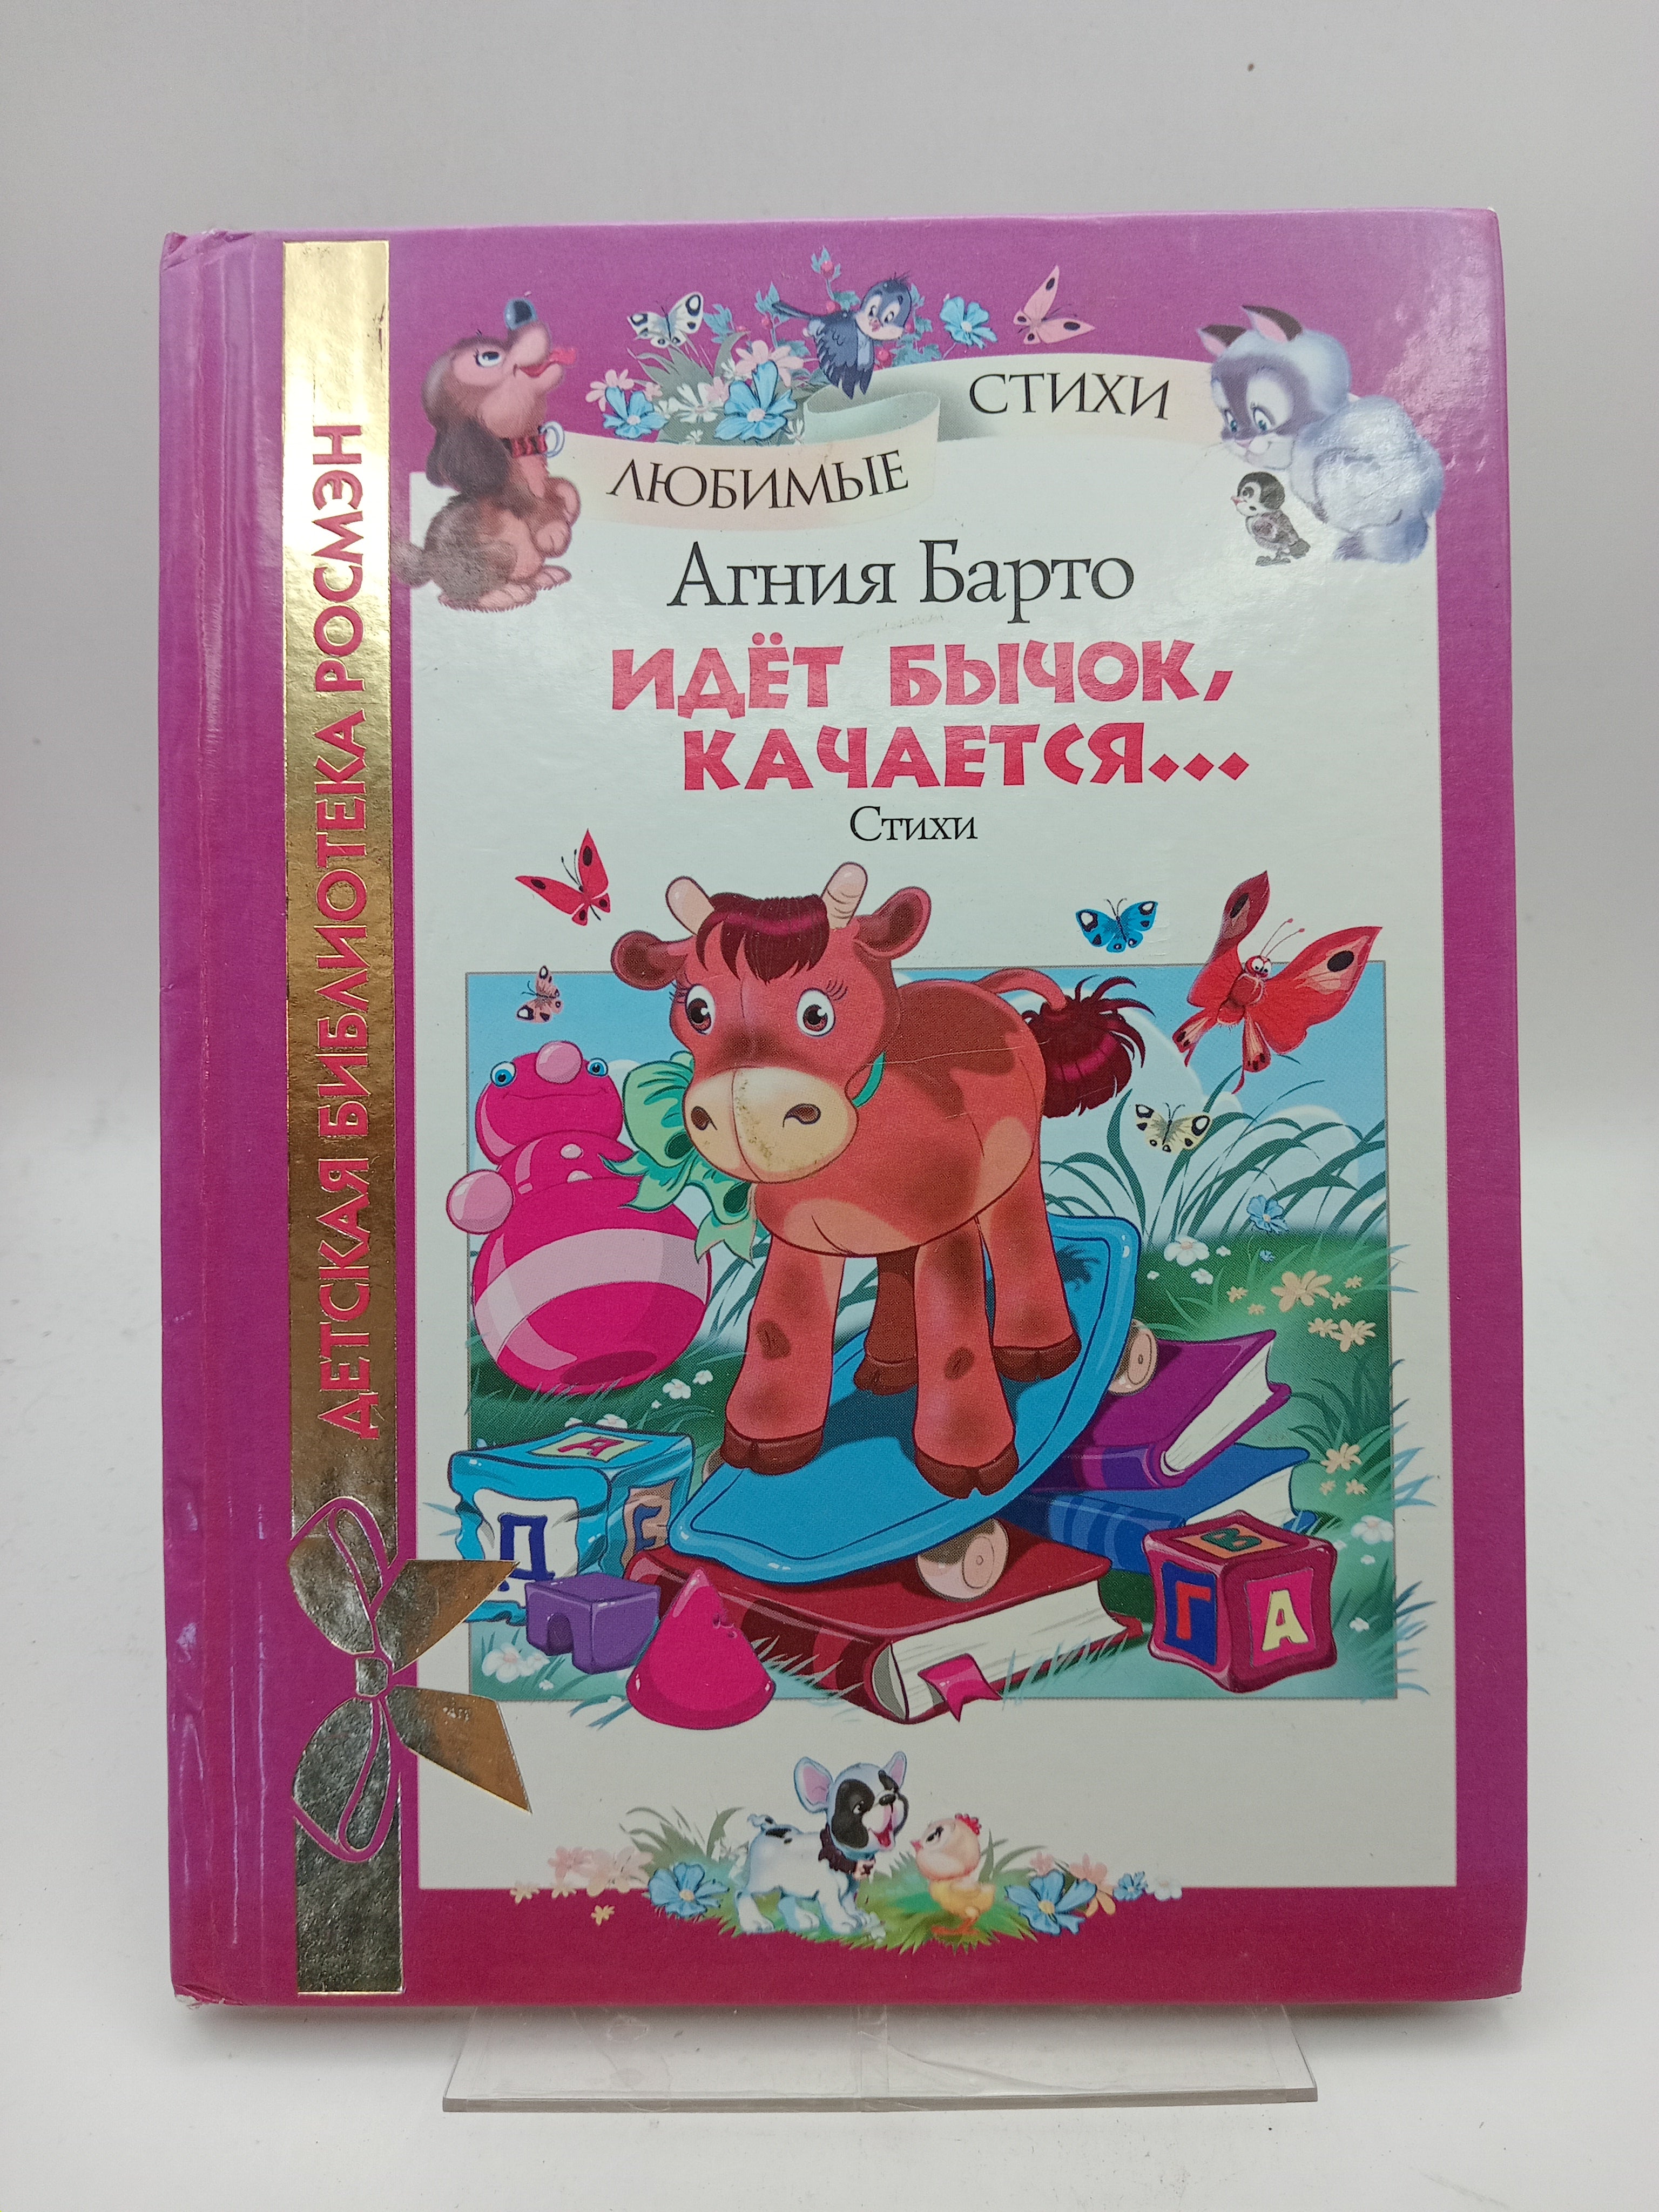 ДЕТСКАЯ БИБЛИОТЕКА РОСМЭН
ЛЮБИМЫЕ СТИХИ
Агния Барто
ИДЁТ БЫЧОК,
КАЧАЕТСЯ...
Стихи
А
Д
Е
В
Г
А